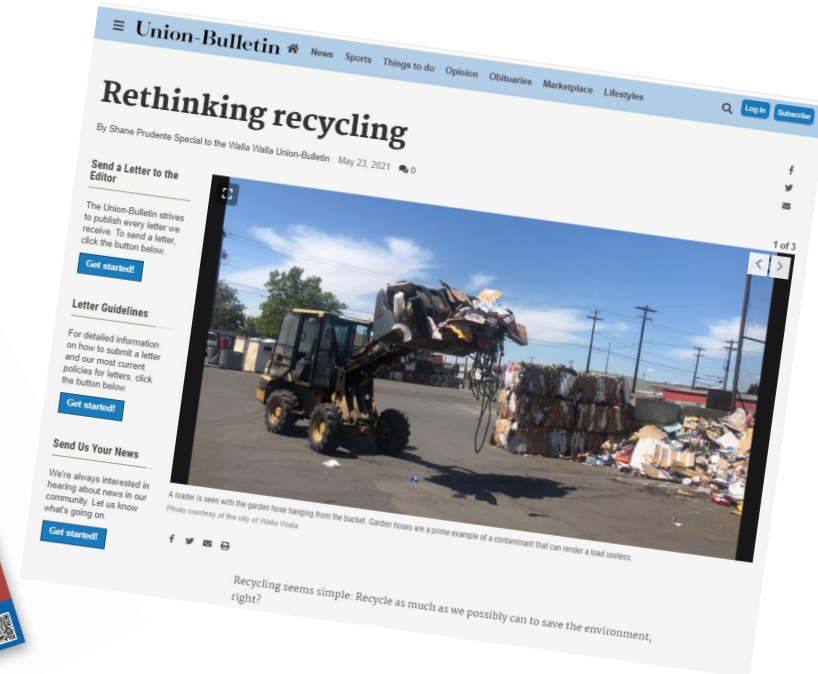 Union-Bulletin News Sports Things to do Opinion Obituaries Marketplace Lifestyles Log In Subscribe
Rethinking recycling
By Shane Prudente Special to the Walla Walla Union-Bulletin May 23, 2021 0
Send a Letter to the
Editor
The Union-Bulletin strives
to publish every letter we
receive. To send a letter,
click the button below.
Get started!
Letter Guidelines
For detailed information
on how to submit a letter
and our most current
policies for letters, click
the button below.
Get started!
Send Us Your News
We're always interested in
hearing about news in our
community. Let us know
what's going on.
Get started!
1 of 3
A loader is seen with the garden hose hanging from the bucket. Garden hoses are a prime example of a contaminant that can render a load useless.
Photo courtesy of the city of Walla Walla
Recycling seems simple: Recycle as much as we possibly can to save the environment,
right?